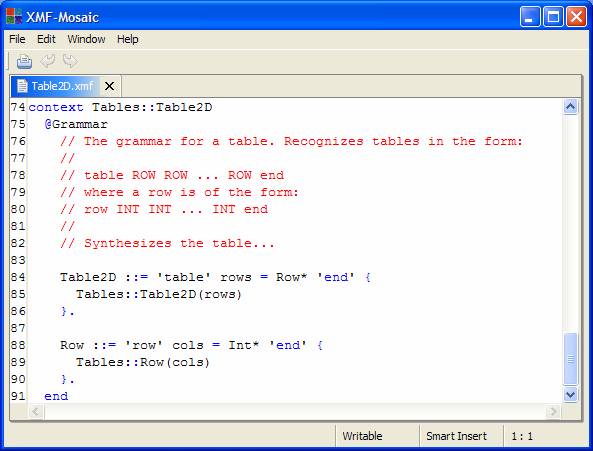 XMF-Mosaic
File Edit Window Help
Table2D.xmf
74 context Tables::Table2D
75 @Grammar
76 // The grammar for a table. Recognizes tables in the form:
77 //
78 // table ROW ROW ... ROW end
79 // where a row is of the form:
80 // row INT INT ... INT end
81 //
82 // Synthesizes the table...
83
84 Table2D ::= 'table' rows = Row* 'end' {
85 Tables::Table2D(rows)
86 }.
87
88 Row ::= 'row' cols = Int* 'end' {
89 Tables::Row(cols)
90 }.
91 end
Writable Smart Insert 1 : 1